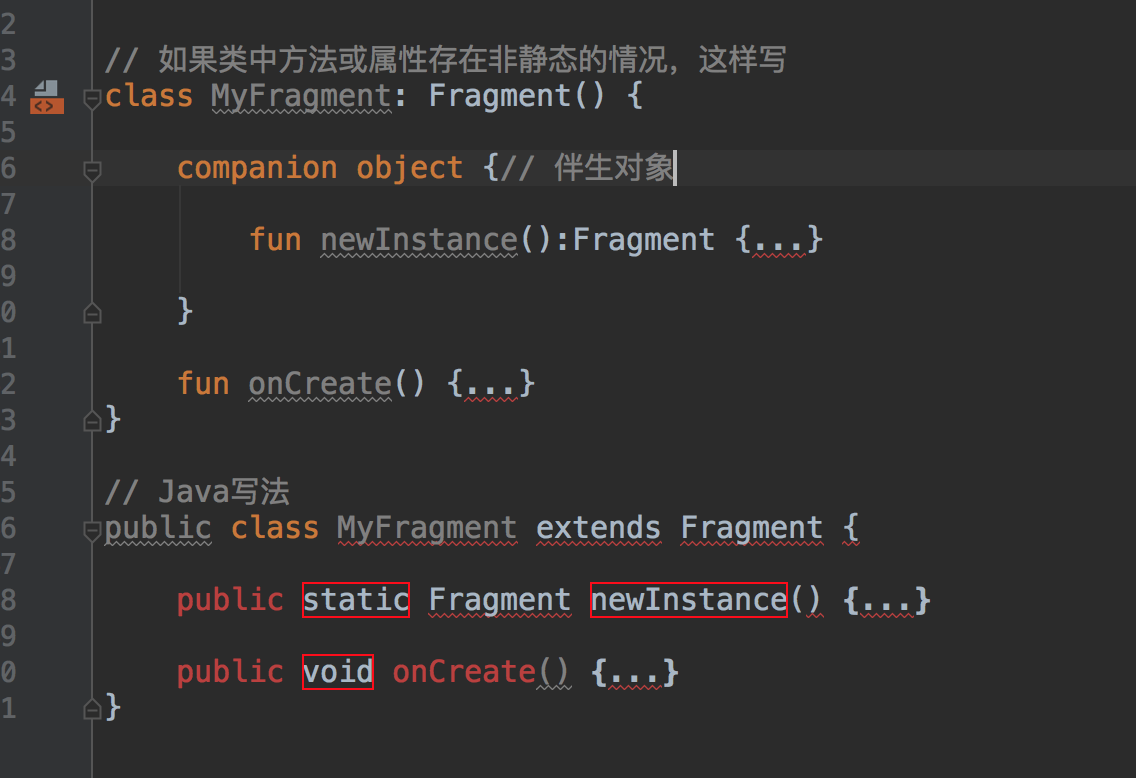 2
3 // 如果类中方法或属性存在非静态的情况，这样写
4 class MyFragment: Fragment() {
5
6 companion object {// 伴生对象
7
8 fun newInstance():Fragment {...}
9
0 }
1
2 fun onCreate() {...}
3 }
4
5 // Java写法
6 public class MyFragment extends Fragment {
7
8 public static Fragment newInstance() {...}
9
0 public void onCreate() {...}
1 }